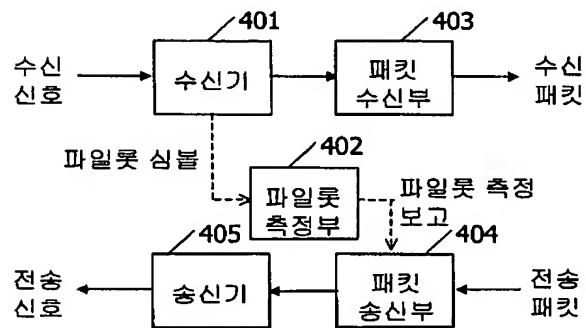 401
403
수신
신호
수신기
패킷
수신부
수신
패킷
파일롯 심볼
402
파일롯
측정부
파일롯 측정
보고
405
404
전송
신호
송신기
패킷
송신부
전송
패킷